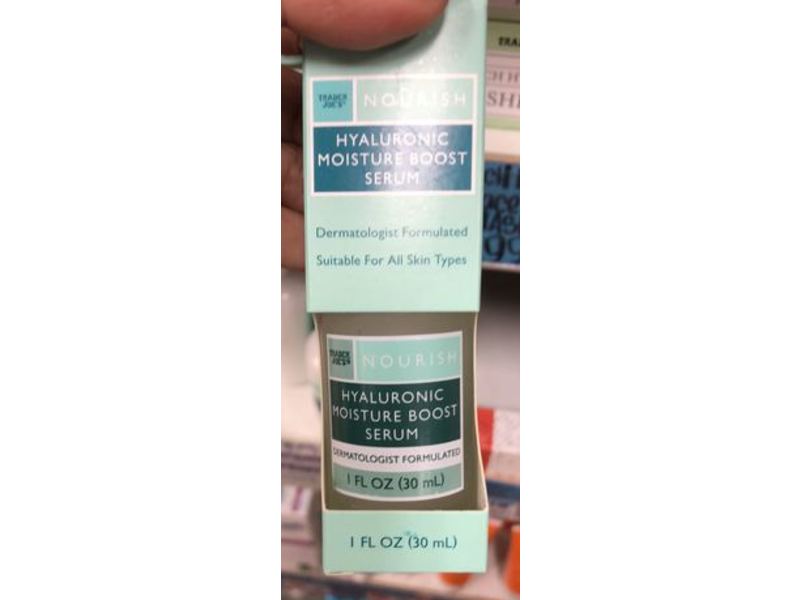 TRADER
JOE'S
NOURISH
HYALURONIC
MOISTURE BOOST
SERUM
Dermatologist Formulated
Suitable For All Skin Types
TRADER
JOE'S
NOURISH
HYALURONIC
MOISTURE BOOST
SERUM
DERMATOLOGIST FORMULATED
1 FL OZ (30 mL)
1 FL OZ (30 mL)